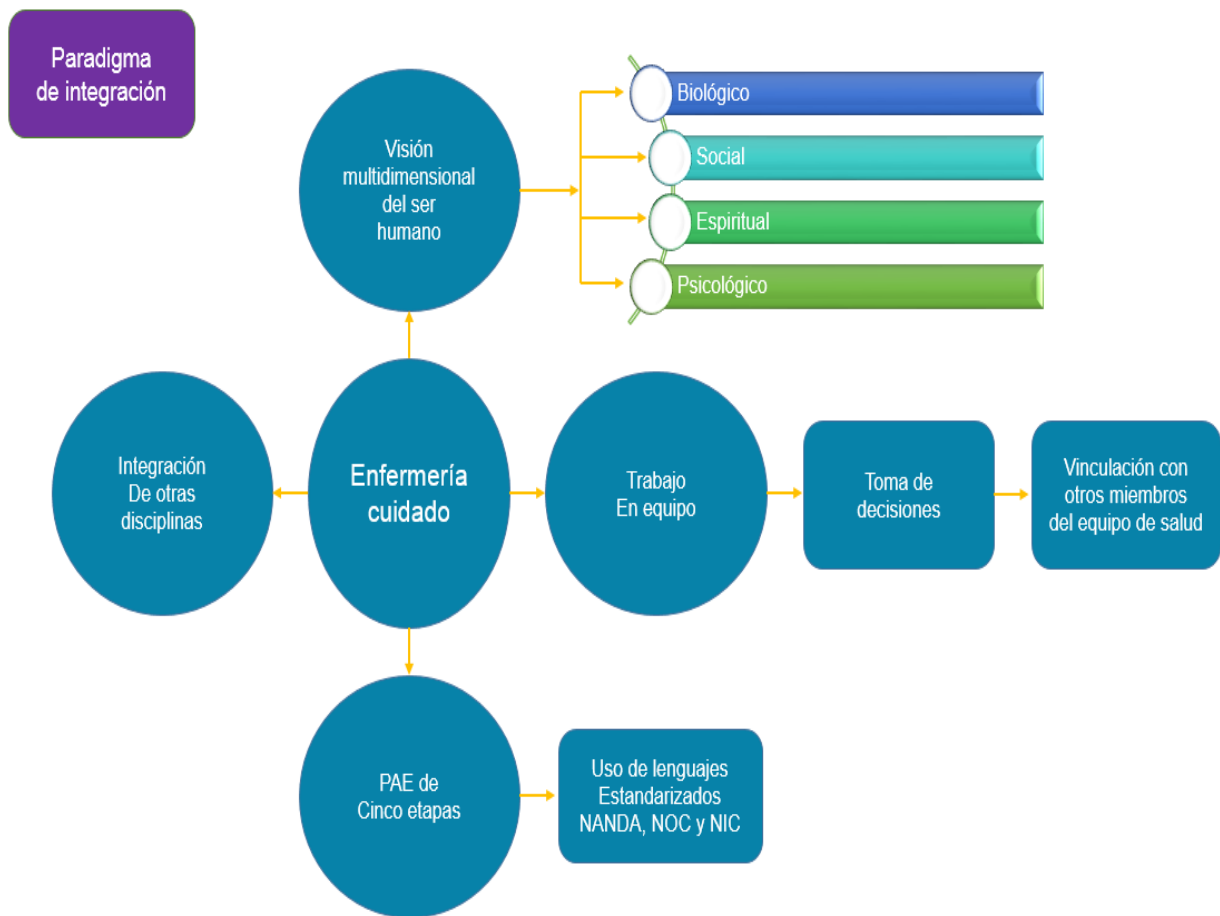 Paradigma
de integración
Visión
multidimensional
del ser
humano
Biológico
Social
Espiritual
Psicológico
Integración
De otras
disciplinas
Enfermería
cuidado
Trabajo
En equipo
Toma de
decisiones
Vinculación con
otros miembros
del equipo de salud
PAE de
Cinco etapas
Uso de lenguajes
Estandarizados
NANDA, NOC y NIC